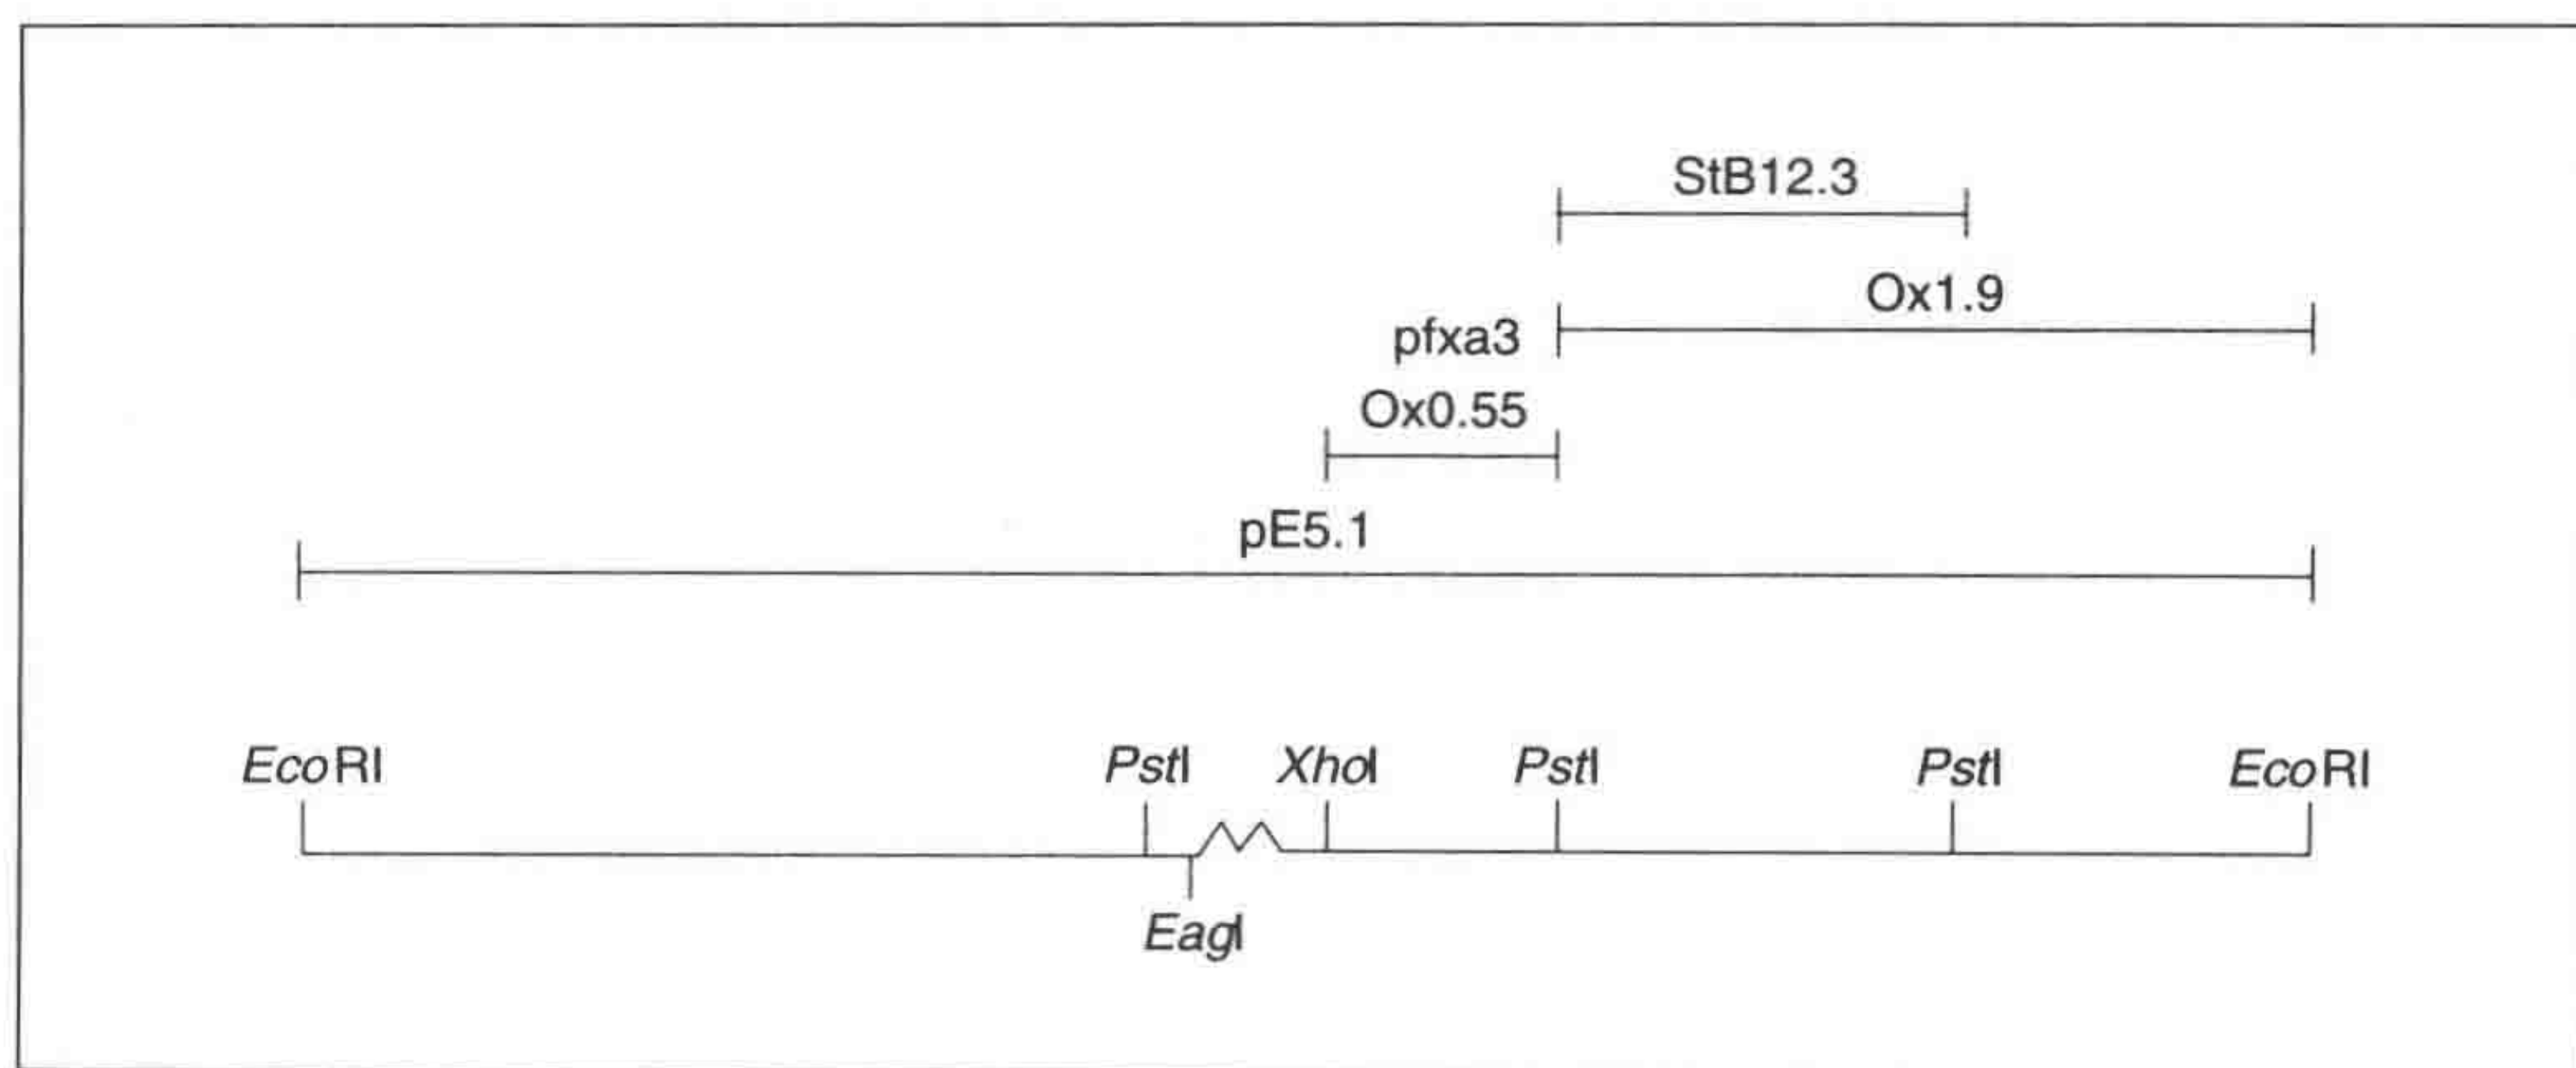 StB12.3
Ox1.9
pfxa3
Ox0.55
pE5.1
EcoRI PstI XhoI PstI PstI EcoRI
EagI